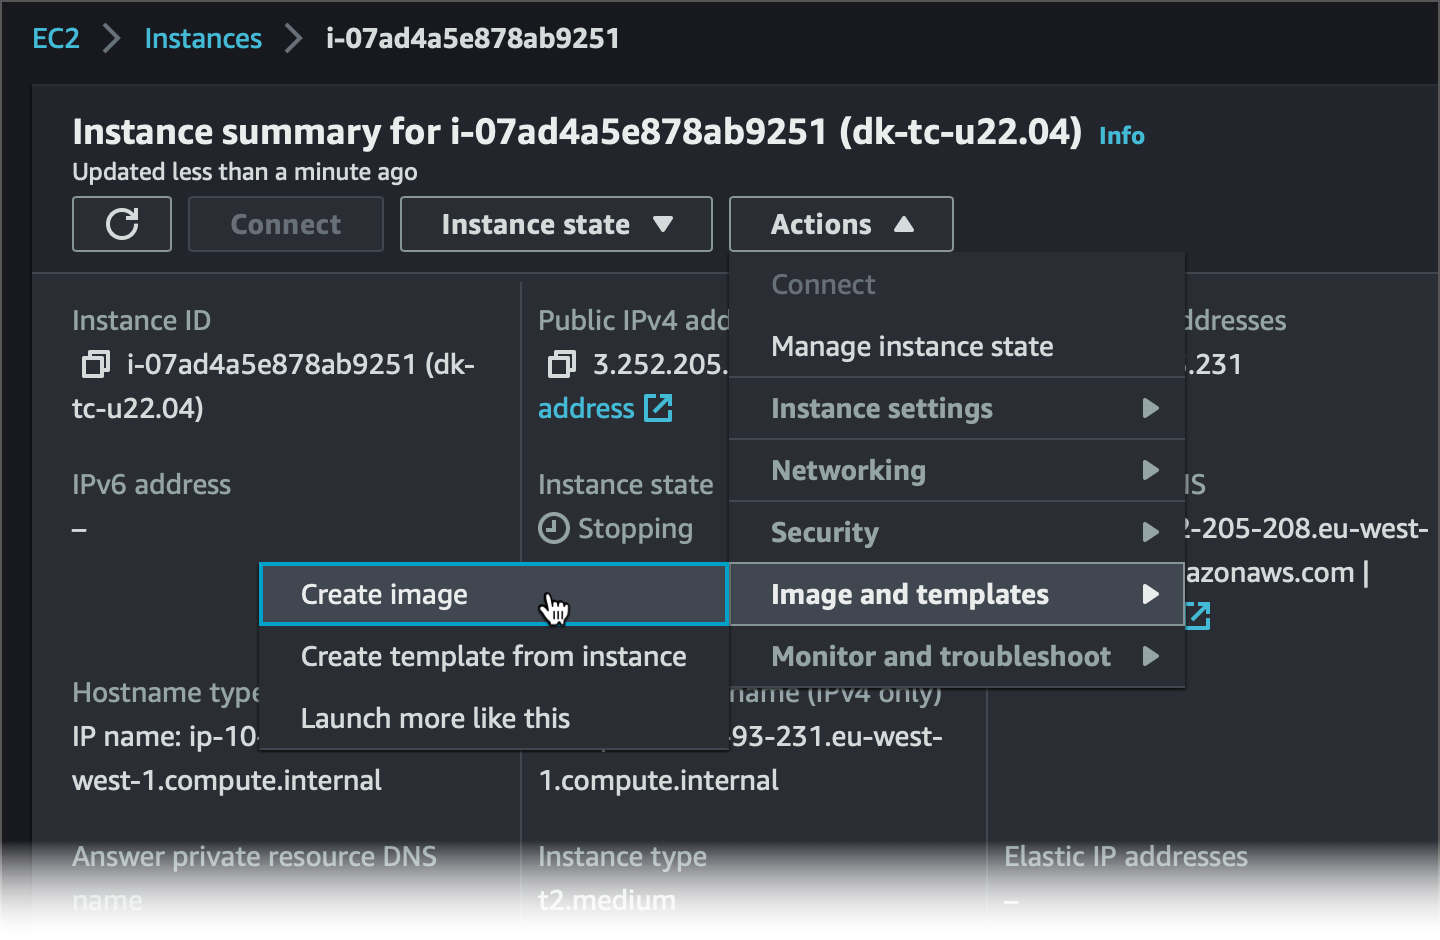 EC2 > Instances > i-07ad4a5e878ab9251
Instance summary for i-07ad4a5e878ab9251 (dk-tc-u22.04) Info
Updated less than a minute ago
Connect
Instance state
Actions
Connect
Manage instance state
Instance settings
Networking
Security
Image and templates
Monitor and troubleshoot
Create image
Create template from instance
Launch more like this
Instance ID
i-07ad4a5e878ab9251 (dk-
tc-u22.04)
Public IPv4 add
3.252.205.
address
ddresses
.231
IPv6 address
–
Instance state
Stopping
IS
2-205-208.eu-west-
azonaws.com |
Hostname type
IP name: ip-10-
west-1.compute.internal
name (IPv4 only)
-93-231.eu-west-
1.compute.internal
Answer private resource DNS
name
Instance type
t2.medium
Elastic IP addresses
–